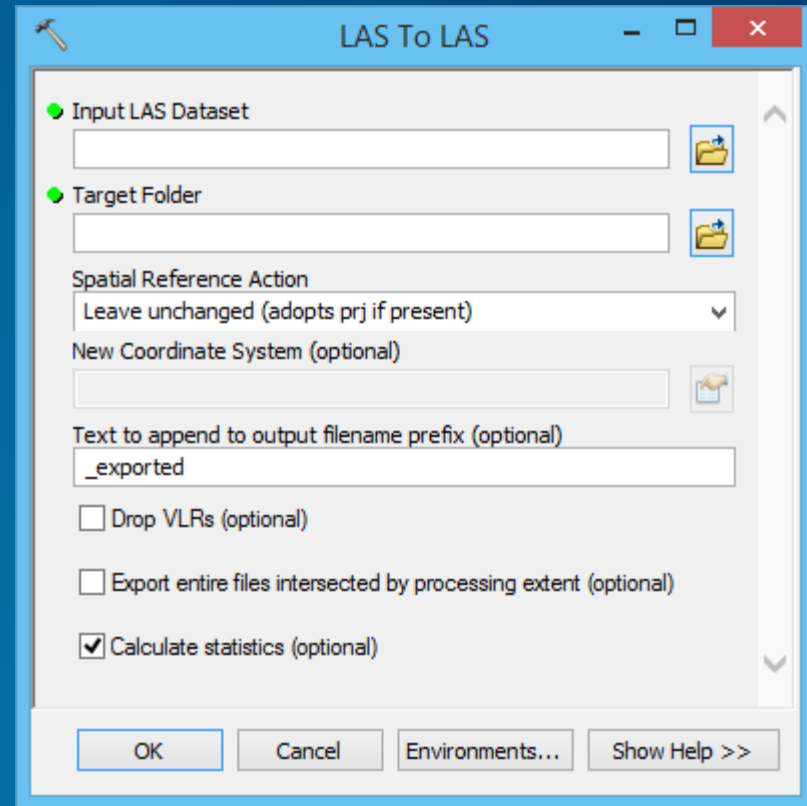 LAS To LAS
Input LAS Dataset
Target Folder
Spatial Reference Action
Leave unchanged (adopts prj if present)
New Coordinate System (optional)
Text to append to output filename prefix (optional)
_exported
Drop VLRs (optional)
Export entire files intersected by processing extent (optional)
Calculate statistics (optional)
OK Cancel Environments... Show Help >>